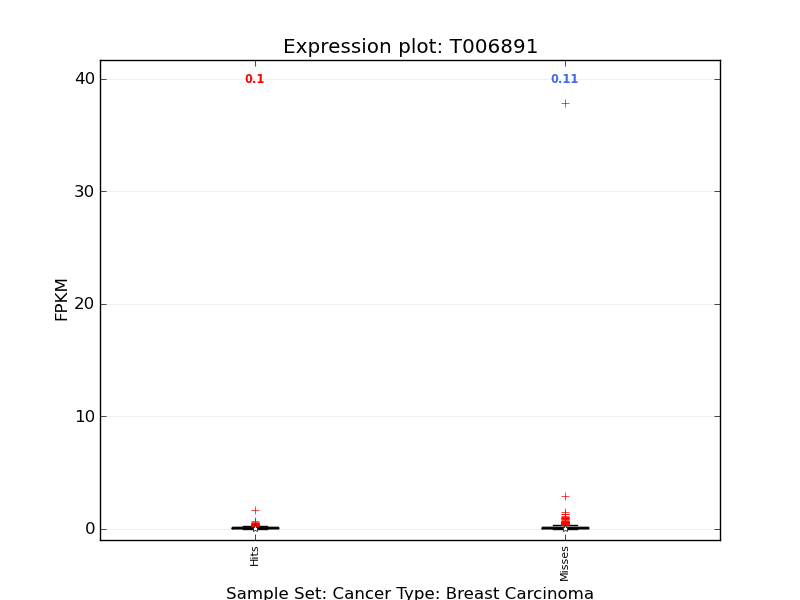 Expression plot: T006891
40
0.1
0.11
30
FPKM
20
10
0
Hits
Misses
Sample Set: Cancer Type: Breast Carcinoma